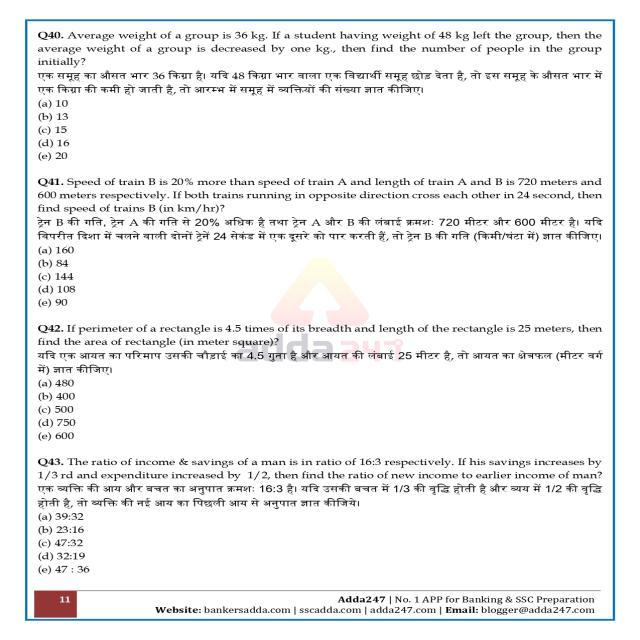 Q40. Average weight of a group is 36 kg. If a student having weight of 48 kg left the group, then the
average weight of a group is decreased by one kg., then find the number of people in the group
initially?
एक समूह का औसत भार 36 किग्रा है। यदि 48 किग्रा भार वाला एक विद्यार्थी समूह छोड़ देता है, तो इस समूह के औसत भार में
एक किग्रा की कमी हो जाती है, तो आरम्भ में समूह में व्यक्तियों की संख्या ज्ञात कीजिए।
(a) 10
(b) 13
(c) 15
(d) 16
(e) 20
Q41. Speed of train B is 20% more than speed of train A and length of train A and B is 720 meters and
600 meters respectively. If both trains running in opposite direction cross each other in 24 second, then
find speed of trains B (in km/hr)?
ट्रेन B की गति, ट्रेन A की गति से 20% अधिक है तथा ट्रेन A और B की लंबाई क्रमशः 720 मीटर और 600 मीटर है। यदि
विपरीत दिशा में चलने वाली दोनों ट्रेनें 24 सेकंड में एक दूसरे को पार करती हैं, तो ट्रेन B की गति (किमी/घंटा में) ज्ञात कीजिए।
(a) 160
(b) 84
(c) 144
(d) 108
(e) 90
Q42. If perimeter of a rectangle is 4.5 times of its breadth and length of the rectangle is 25 meters, then
find the area of rectangle (in meter square)?
यदि एक आयत का परिमाप उसकी चौड़ाई का 4.5 गुना है और आयत की लंबाई 25 मीटर है, तो आयत का क्षेत्रफल (मीटर वर्ग
में) ज्ञात कीजिए।
adda247
(a) 480
(b) 400
(c) 500
(d) 750
(e) 600
Q43. The ratio of income & savings of a man is in ratio of 16:3 respectively. If his savings increases by
1/3 rd and expenditure increased by 1/2, then find the ratio of new income to earlier income of man?
एक व्यक्ति की आय और बचत का अनुपात क्रमशः 16:3 है। यदि उसकी बचत में 1/3 की वृद्धि होती है और व्यय में 1/2 की वृद्धि
होती है, तो व्यक्ति की नई आय का पिछली आय से अनुपात ज्ञात कीजिये।
(a) 39:32
(b) 23:16
(c) 47:32
(d) 32:19
(e) 47 : 36
11
Adda247 | No. 1 APP for Banking & SSC Preparation
Website: bankersadda.com | sscadda.com | adda247.com | Email: blogger@adda247.com